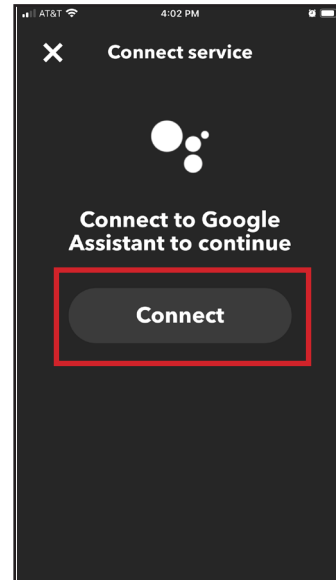 AT&T 4:02 PM
Connect service
Connect to Google
Assistant to continue
Connect